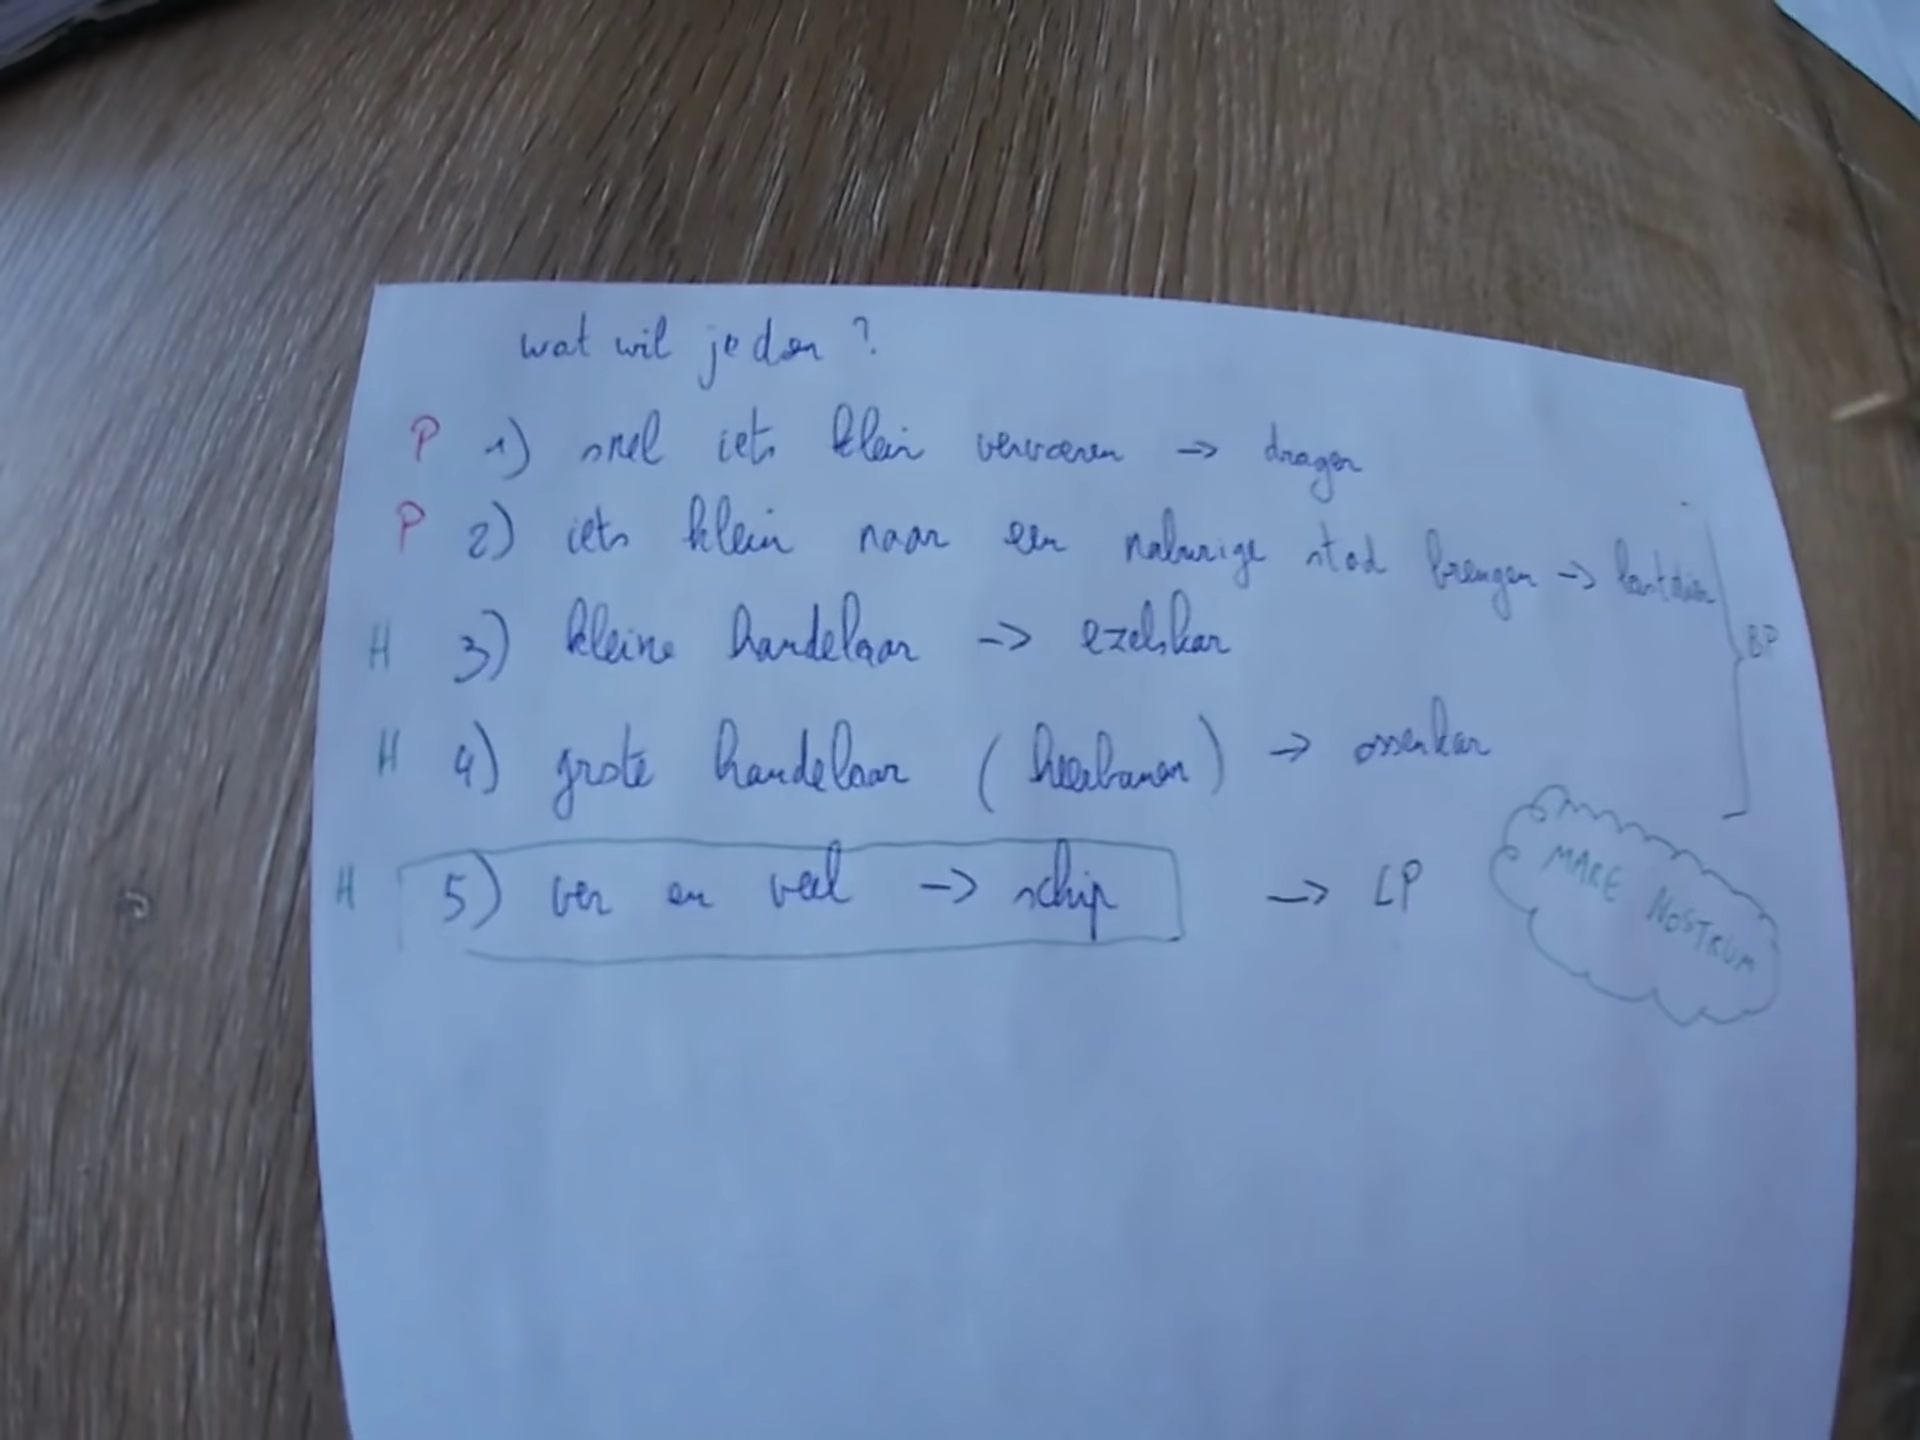 wat wil je doen ?
P 1) snel iets klein vervoeren -> dragen
P 2) iets klein naar een naburige stad brengen -> lastdier
H 3) kleine handelaar -> ezelskar
H 4) grote handelaar (heerbanen) -> ossenkar
BP
H 5) ver en veel -> schip -> LP
MARE NOSTRUM